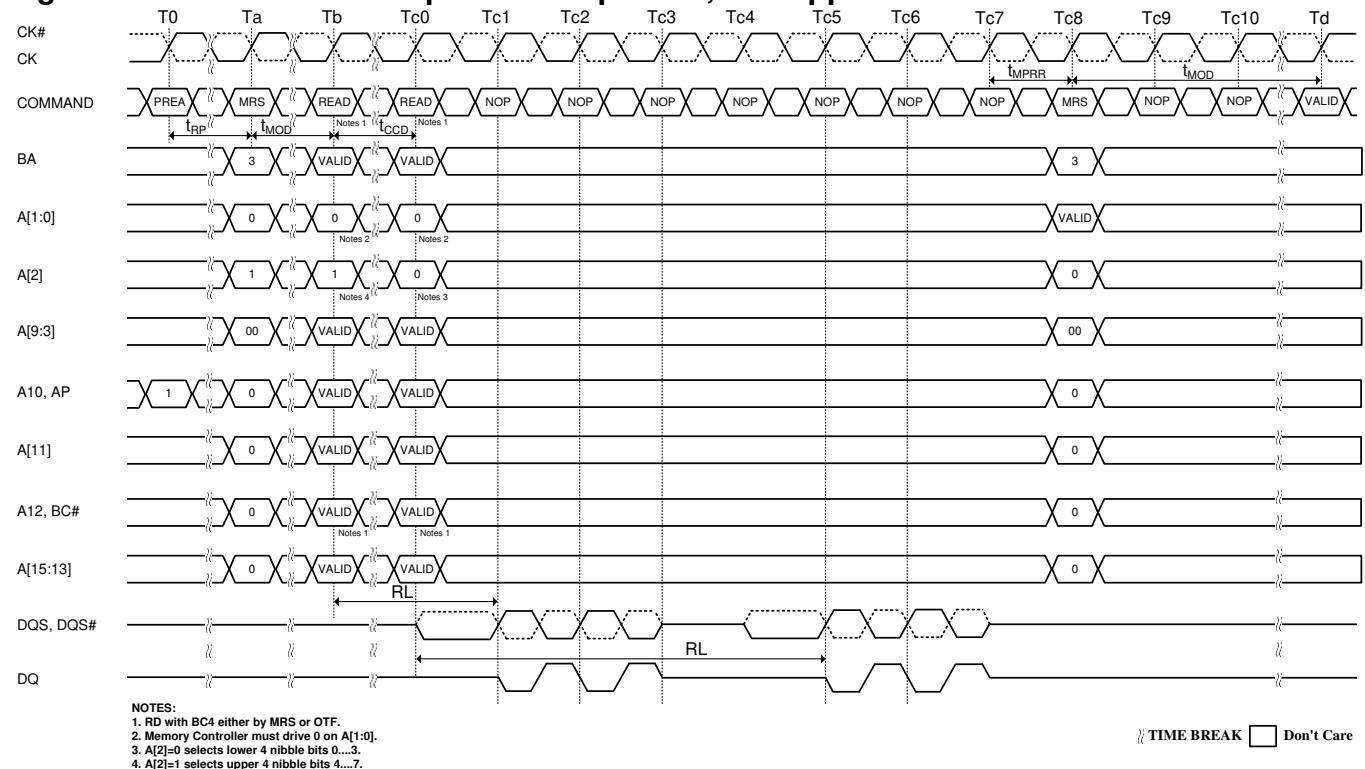 T0 Ta Tb Tc0 Tc1 Tc2 Tc3 Tc4 Tc5 Tc6 Tc7 Tc8 Tc9 Tc10 Td
CK#
CK
tMPRR tMOD
COMMAND PREA MRS READ READ NOP NOP NOP NOP NOP NOP NOP MRS NOP NOP VALID
Notes 1 Notes 1
tRP tMOD tCCD
BA 3 VALID VALID 3
A[1:0] 0 0 0 VALID
Notes 2 Notes 2
A[2] 1 1 0 0
Notes 4 Notes 3
A[9:3] 00 VALID VALID 00
A10, AP 1 0 VALID VALID 0
A[11] 0 VALID VALID 0
A12, BC# 0 VALID VALID 0
Notes 1 Notes 1
A[15:13] 0 VALID VALID 0
RL
DQS, DQS#
RL
DQ
NOTES:
1. RD with BC4 either by MRS or OTF.
2. Memory Controller must drive 0 on A[1:0].
3. A[2]=0 selects lower 4 nibble bits 0....3.
4. A[2]=1 selects upper 4 nibble bits 4....7.
TIME BREAK Don't Care